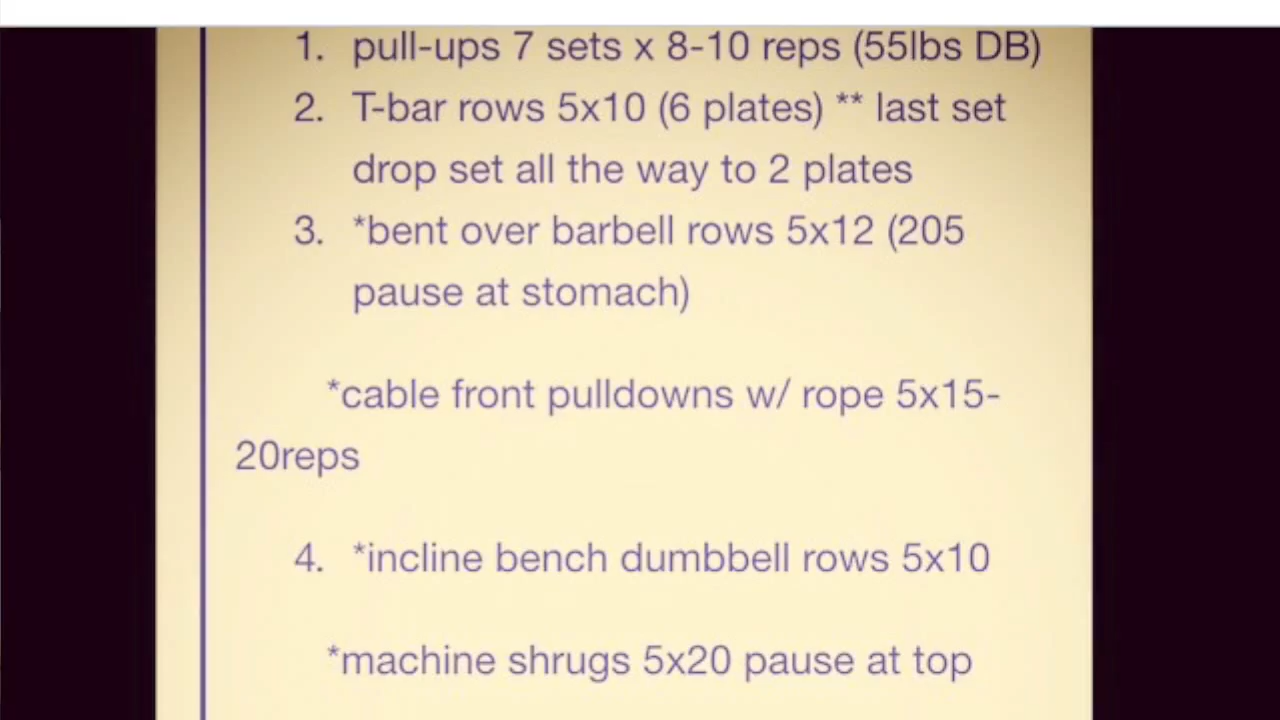 1. pull-ups 7 sets x 8-10 reps (55lbs DB)
2. T-bar rows 5x10 (6 plates) ** last set
drop set all the way to 2 plates
3. *bent over barbell rows 5x12 (205
pause at stomach)
*cable front pulldowns w/ rope 5x15-
20reps
4. *incline bench dumbbell rows 5x10
*machine shrugs 5x20 pause at top